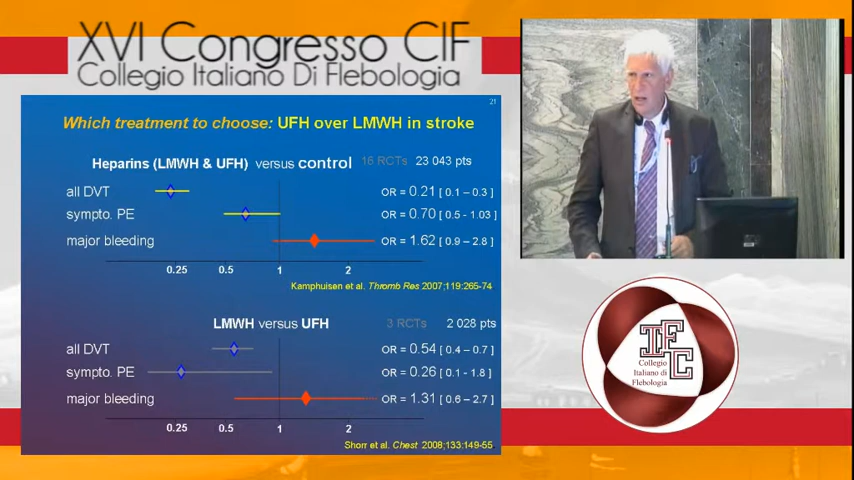 XVI Congresso CIF
Collegio Italiano Di Flebologia
21
Which treatment to choose: UFH over LMWH in stroke
Heparins (LMWH & UFH) versus control 16 RCTs 23 043 pts
all DVT OR = 0.21 [ 0.1 – 0.3 ]
sympto. PE OR = 0.70 [ 0.5 - 1.03 ]
major bleeding OR = 1.62 [ 0.9 – 2.8 ]
0.25 0.5 1 2
Kamphuisen et al. Thromb Res 2007;119:265-74
LMWH versus UFH 3 RCTs 2 028 pts
all DVT OR = 0.54 [ 0.4 – 0.7 ]
sympto. PE OR = 0.26 [ 0.1 - 1.8 ]
major bleeding OR = 1.31 [ 0.6 – 2.7 ]
0.25 0.5 1 2
Shorr et al. Chest 2008;133:149-55
Collegio
Italiano di
Flebologia